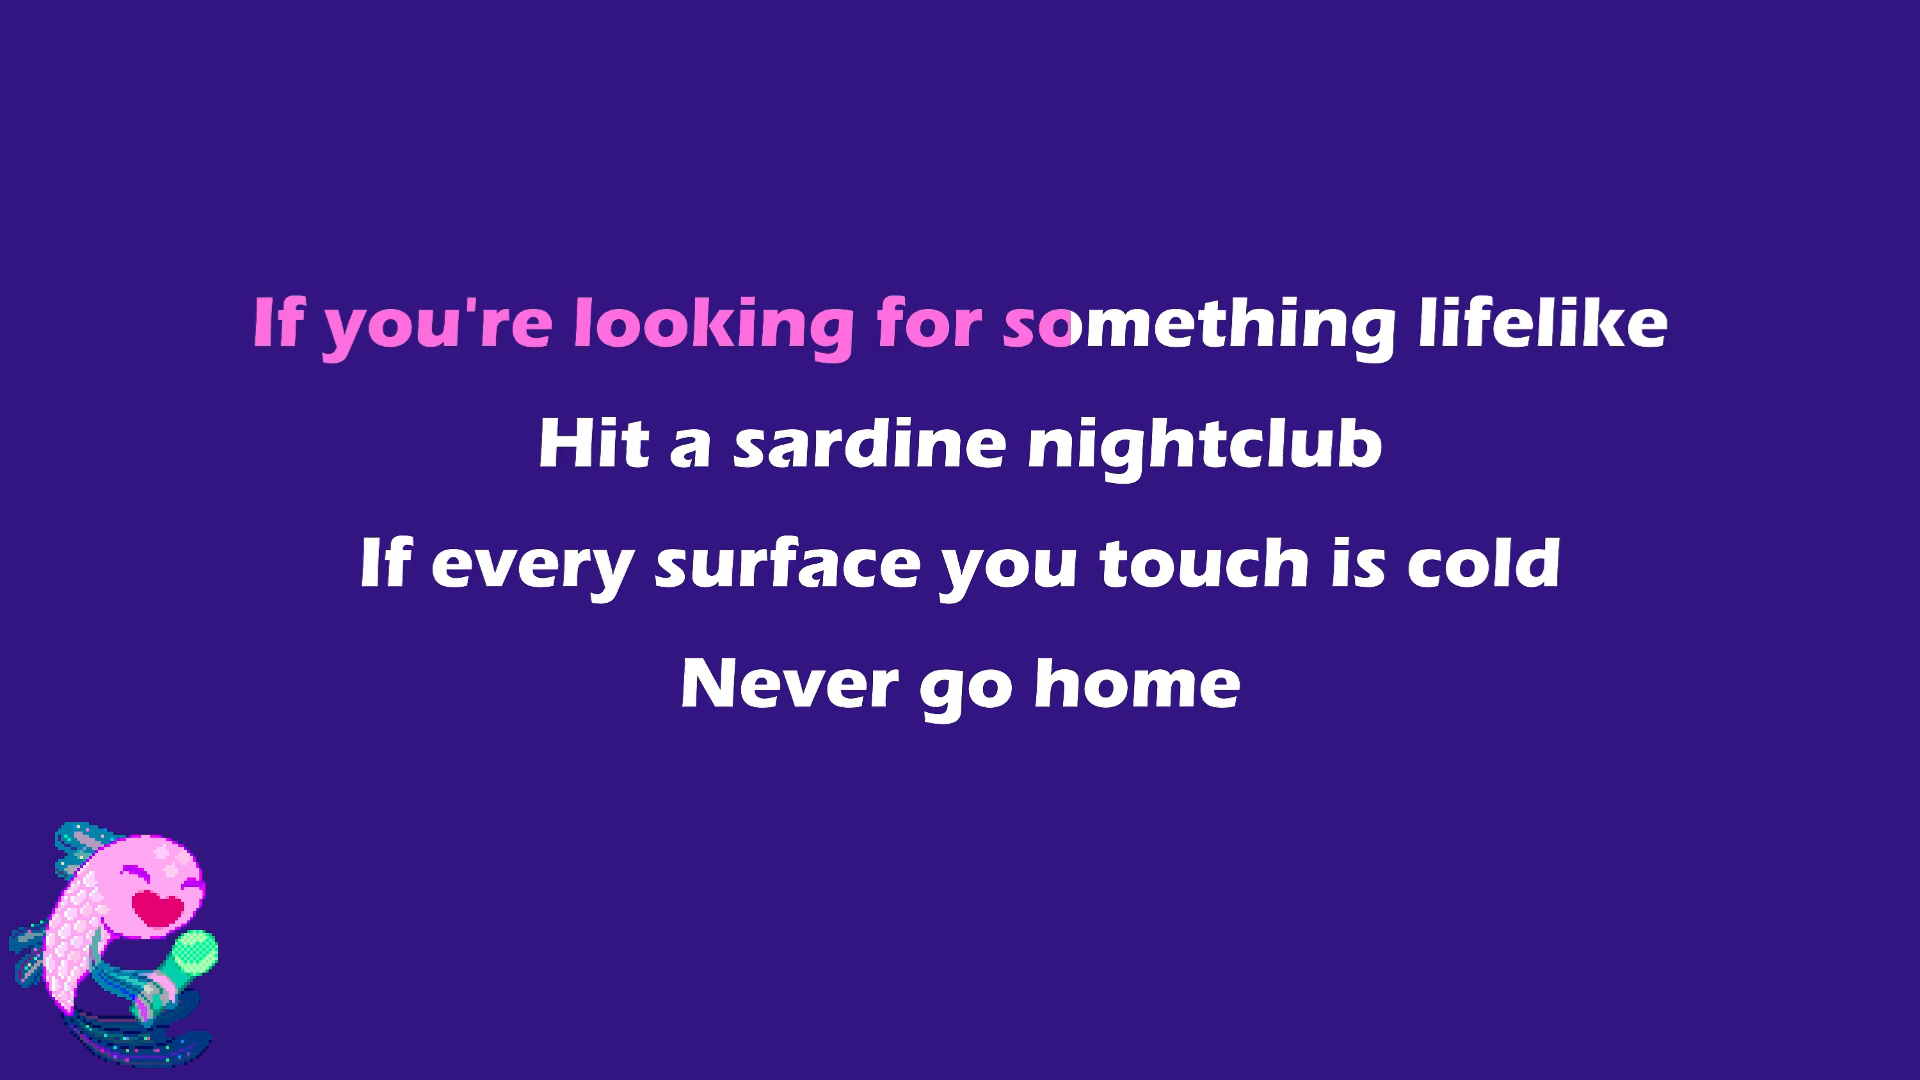 If you're looking for something lifelike
Hit a sardine nightclub
If every surface you touch is cold
Never go home